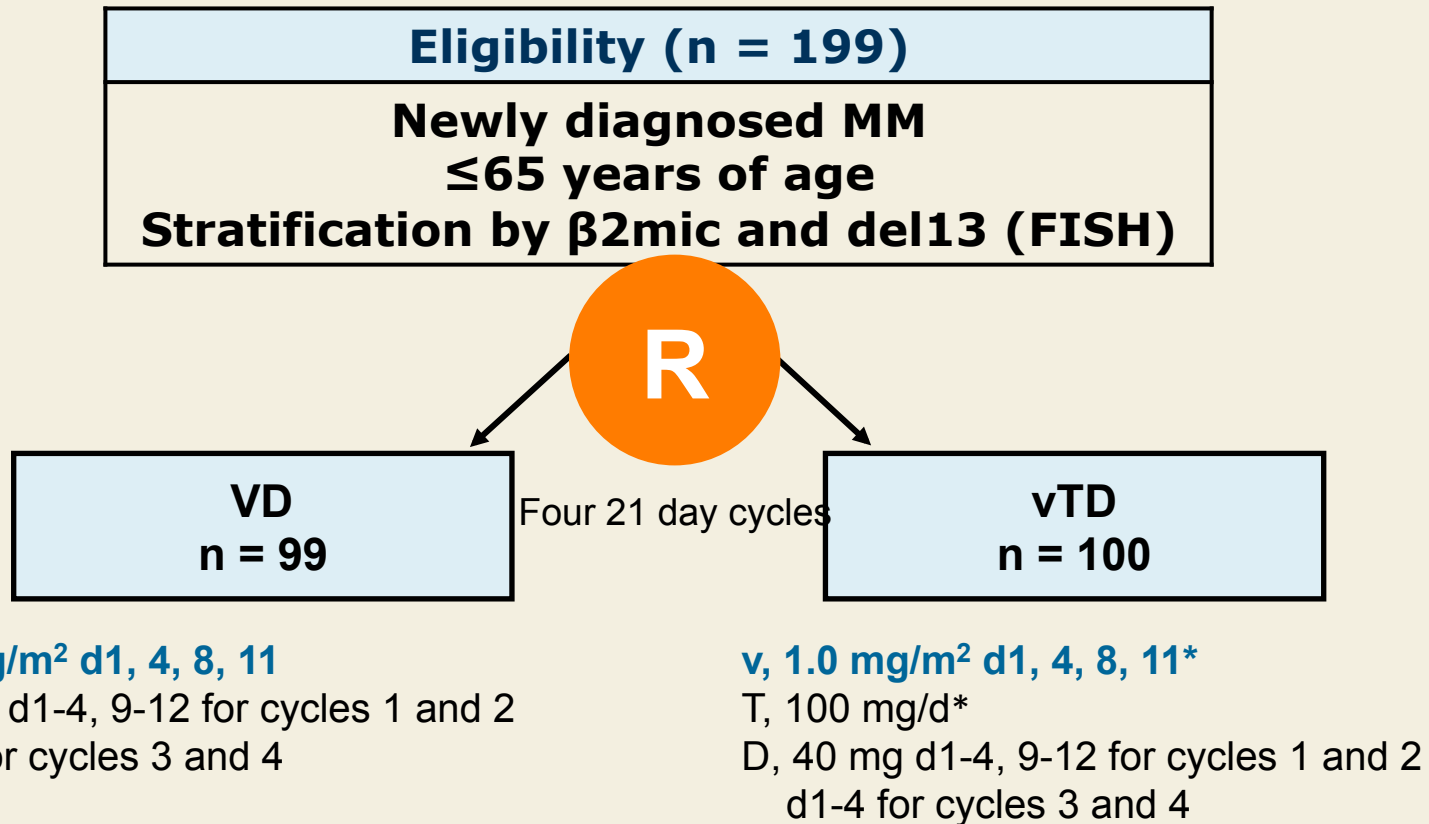 Eligibility (n = 199)
Newly diagnosed MM
≤65 years of age
Stratification by β2mic and del13 (FISH)
R
VD
n = 99
Four 21 day cycles
vTD
n = 100
g/m² d1, 4, 8, 11
d1-4, 9-12 for cycles 1 and 2
or cycles 3 and 4
v, 1.0 mg/m² d1, 4, 8, 11*
T, 100 mg/d*
D, 40 mg d1-4, 9-12 for cycles 1 and 2
d1-4 for cycles 3 and 4